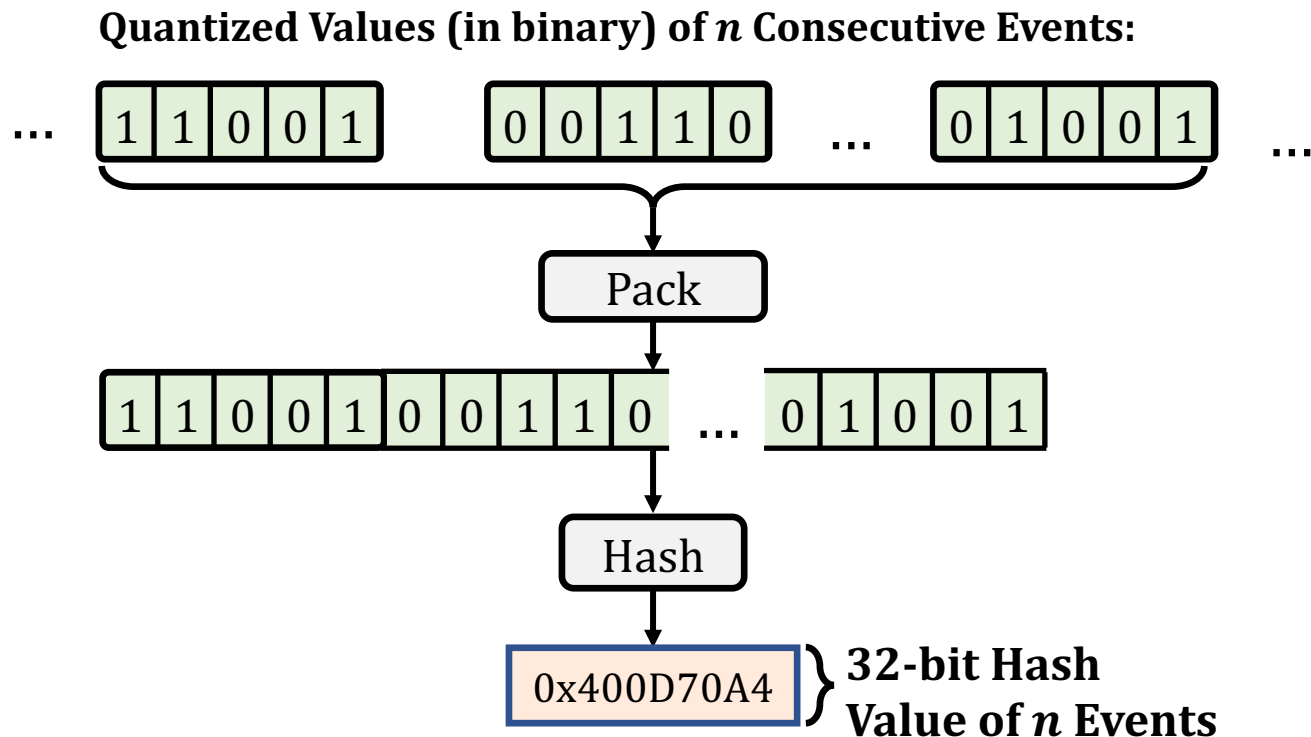 Quantized Values (in binary) of n Consecutive Events:
... 1 1 0 0 1 0 0 1 1 0 ... 0 1 0 0 1 ...
Pack
1 1 0 0 1 0 0 1 1 0 ... 0 1 0 0 1
Hash
0x400D70A4
32-bit Hash
Value of n Events